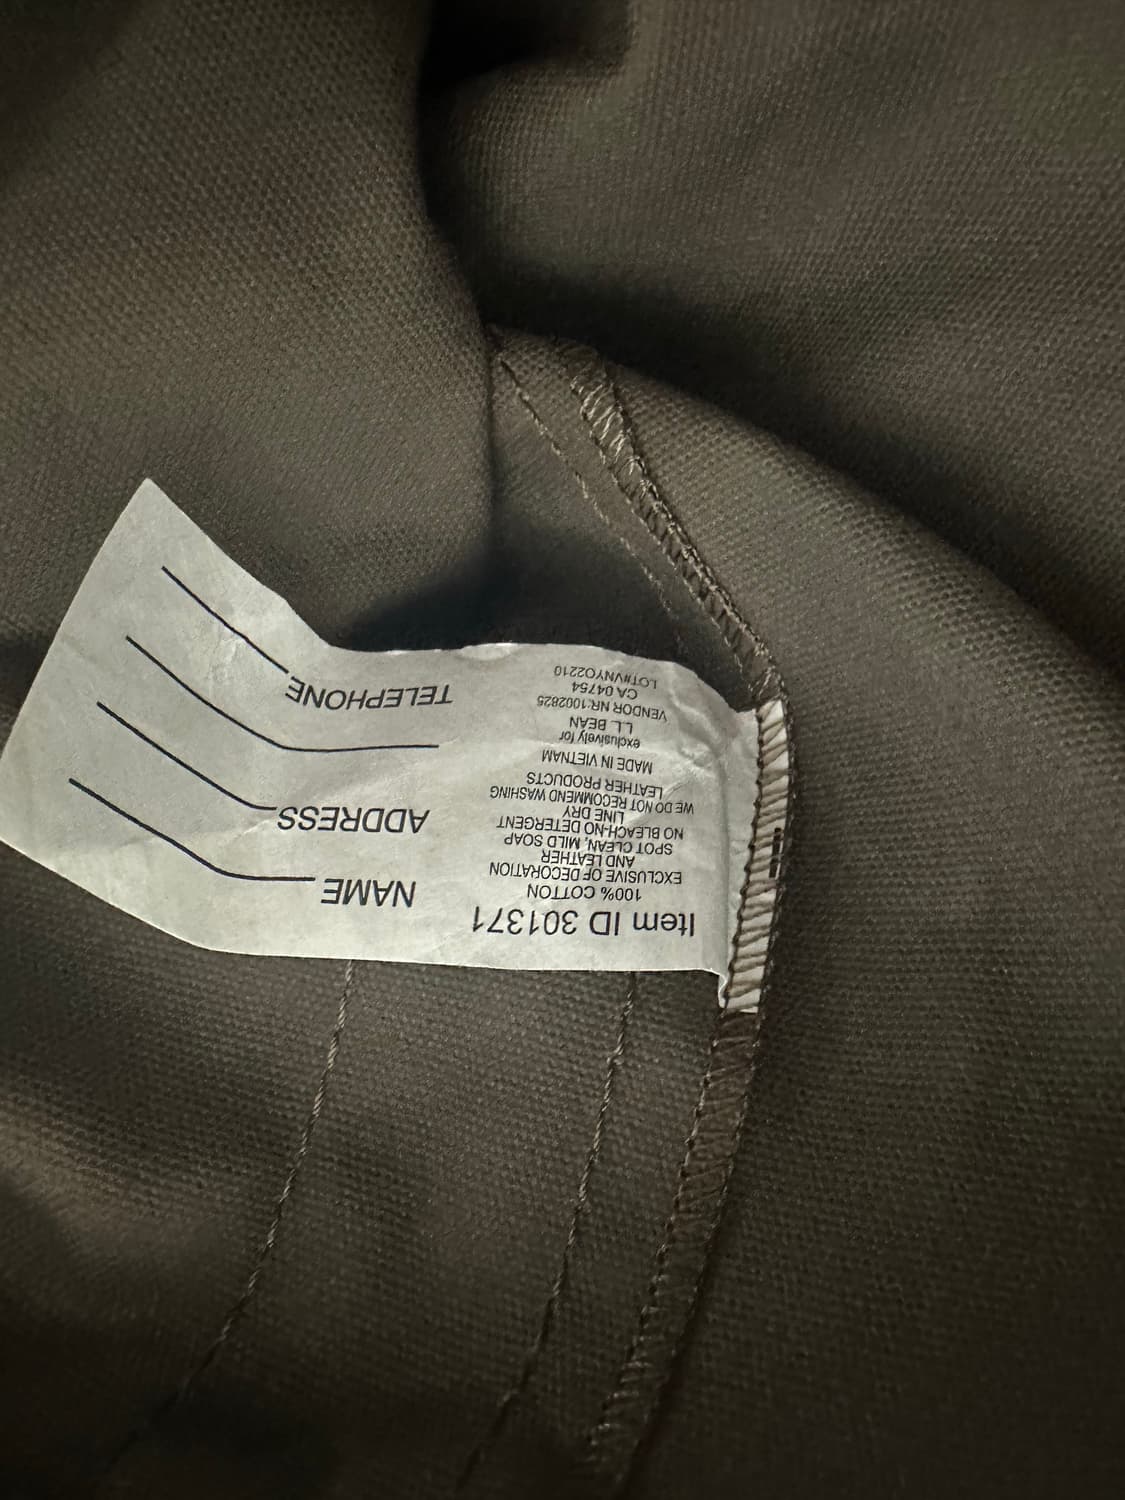 Item ID 301371
100% COTTON
EXCLUSIVE OF DECORATION
AND LEATHER
SPOT CLEAN, MILD SOAP
NO BLEACH-NO DETERGENT
LINE DRY
WE DO NOT RECOMMEND WASHING
LEATHER PRODUCTS
MADE IN VIETNAM
exclusively for
L.L. BEAN
VENDOR NR:1002825
CA 04754
LOT#VNYO2210
NAME
ADDRESS
TELEPHONE